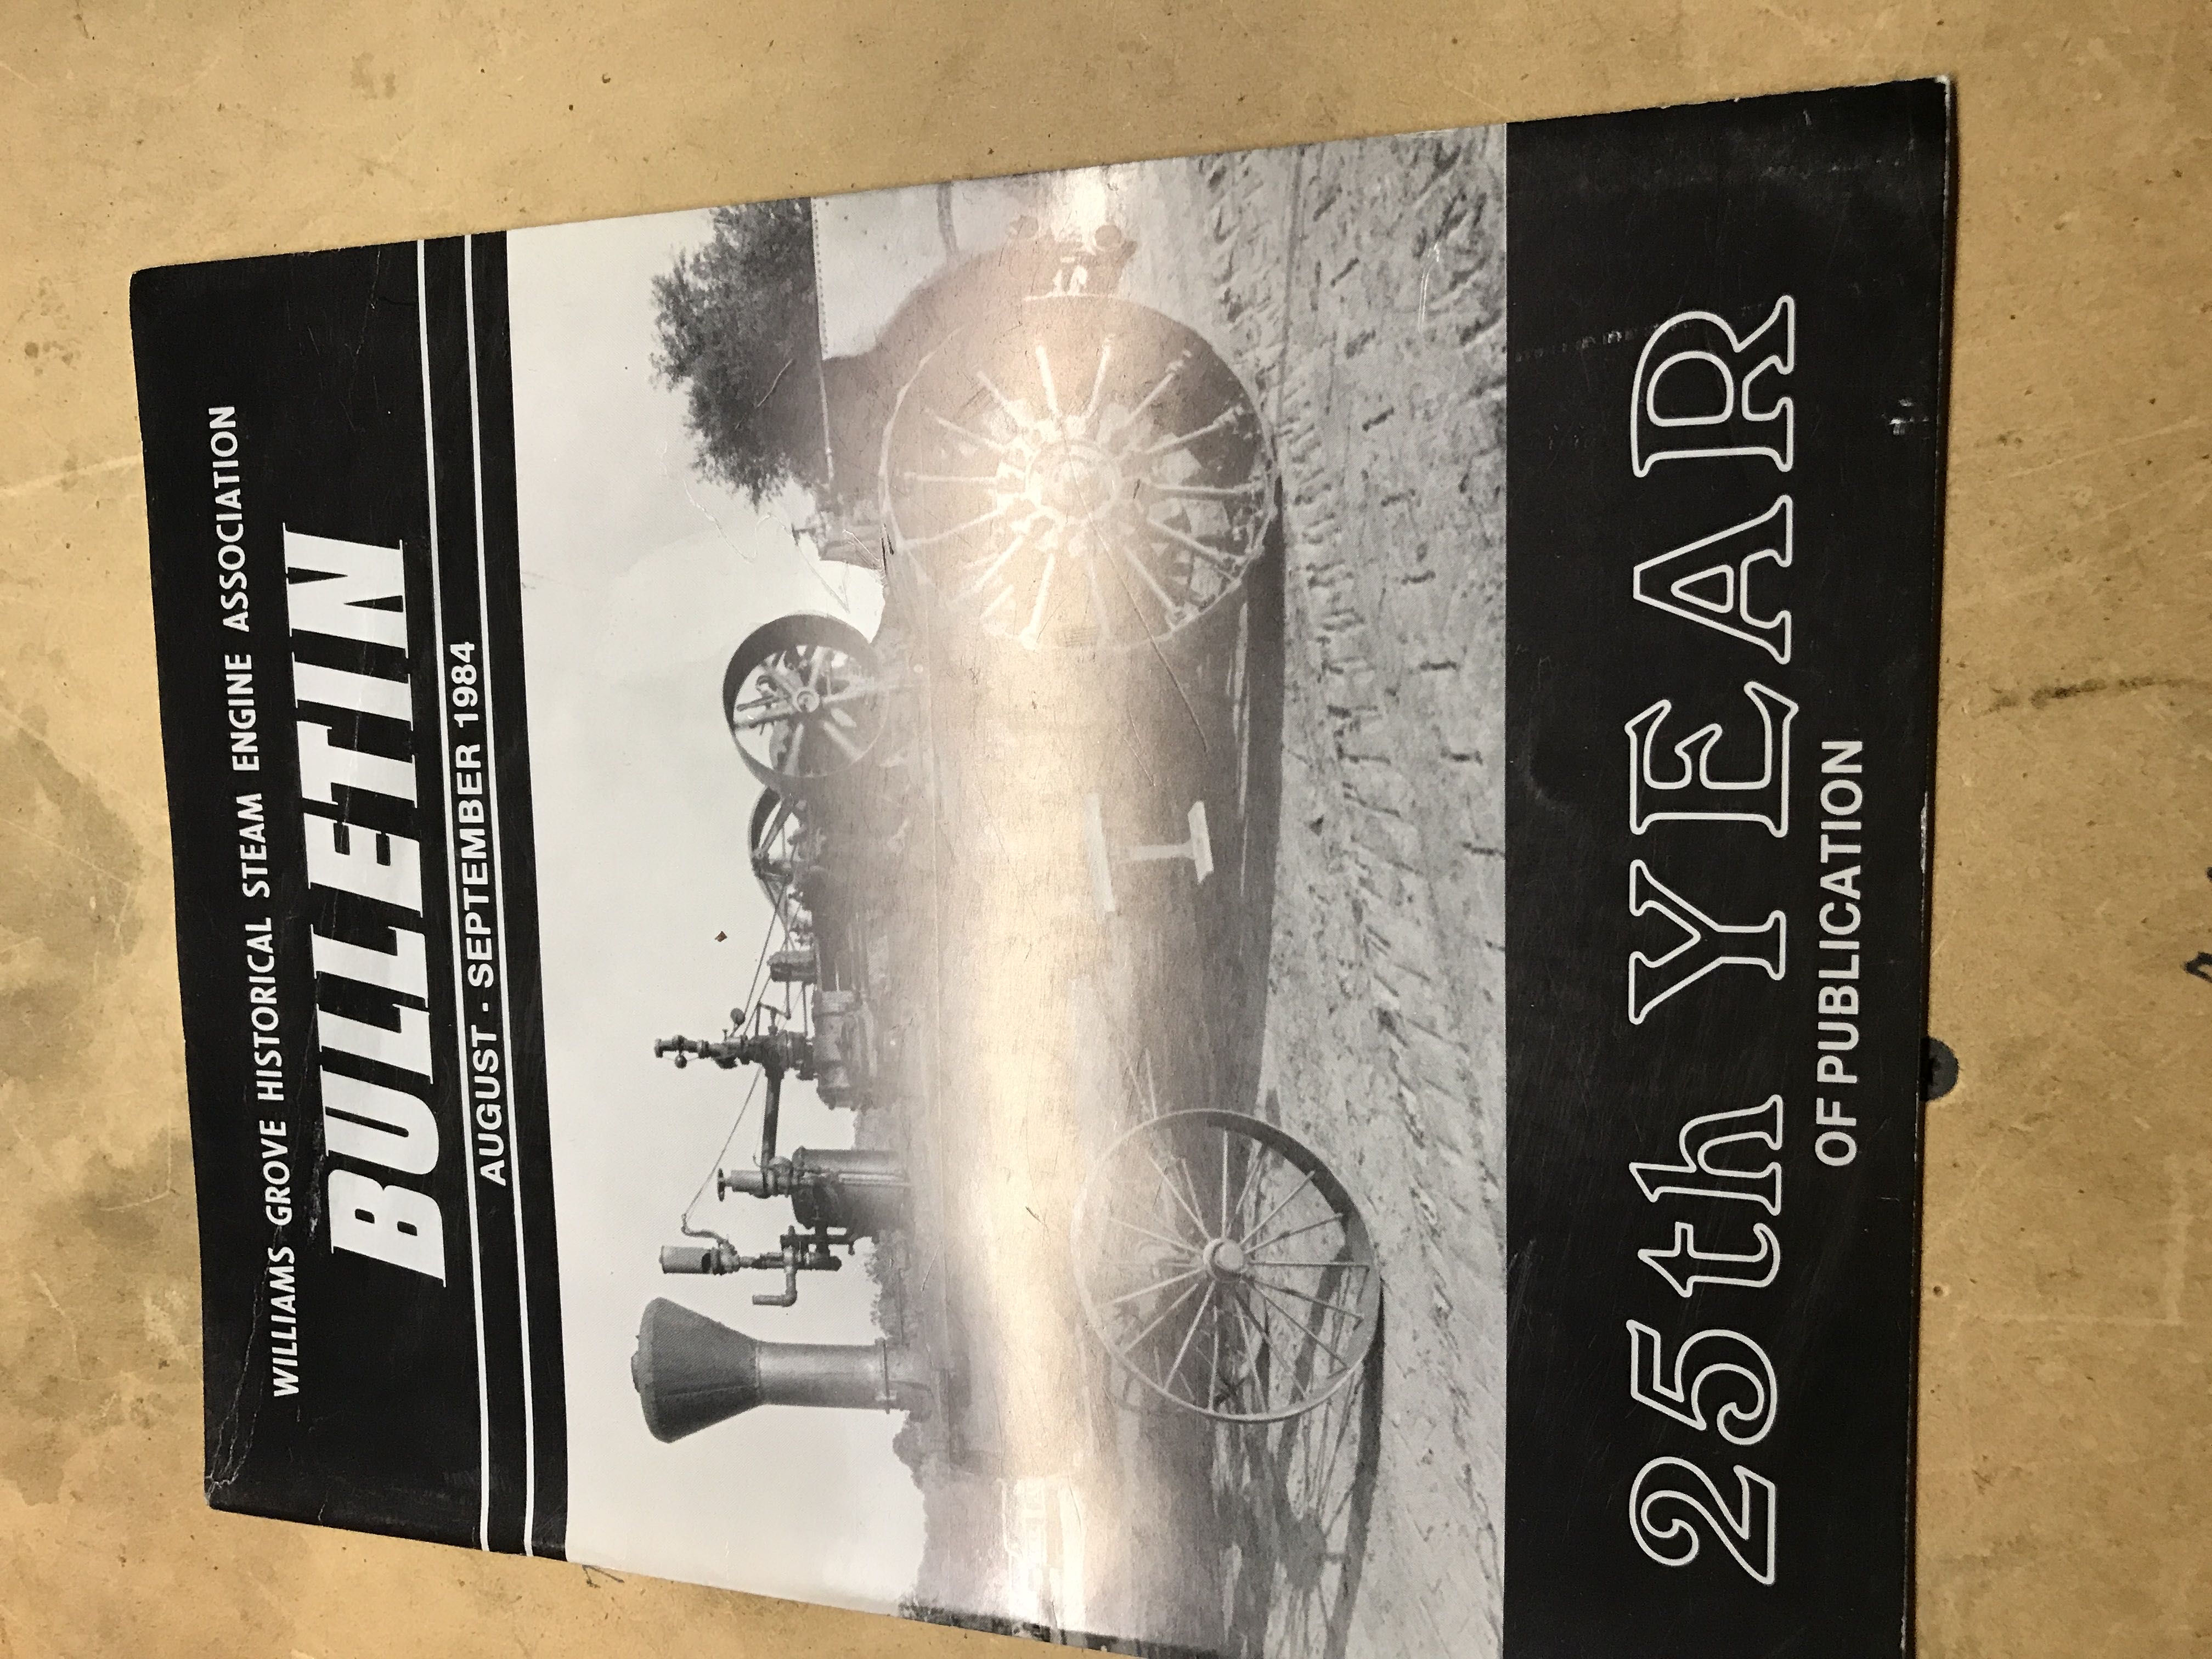 WILLIAMS GROVE HISTORICAL STEAM ENGINE ASSOCIATION
BULLETIN
AUGUST - SEPTEMBER 1984
25th YEAR
OF PUBLICATION